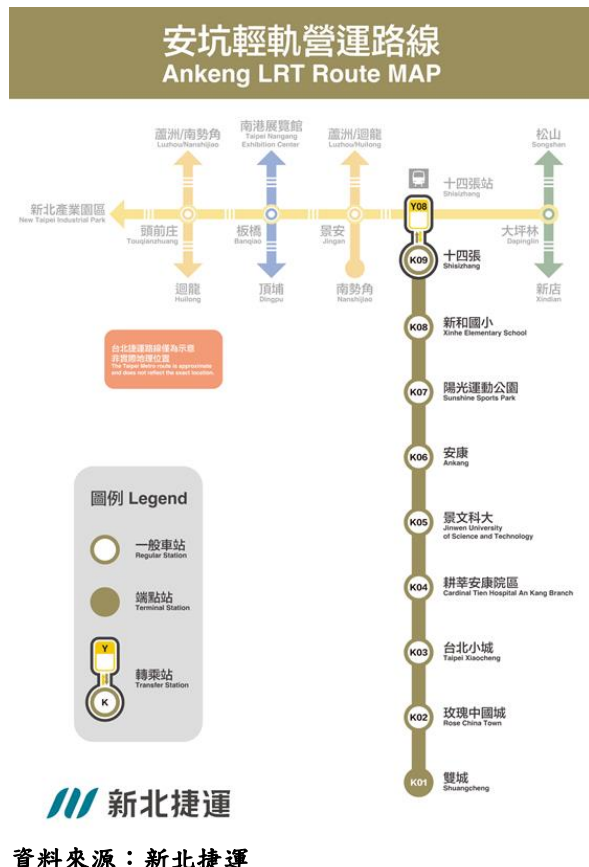 安坑輕軌營運路線
Ankeng LRT Route MAP
蘆洲/南勢角
Luzhou/Nanshijiao
南港展覽館
Taipei Nangang
Exhibition Center
蘆洲/迴龍
Luzhou/Huilong
松山
Songshan
十四張站
Shisizhang
新北產業園區
New Taipei Industrial Park
Y08
頭前庄
Touqianzhuang
板橋
Banqiao
景安
Jingan
大坪林
Dapinglin
K09
十四張
Shisizhang
迴龍
Huilong
頂埔
Dingpu
南勢角
Nanshijiao
新店
Xindian
K08
新和國小
Xinhe Elementary School
台北捷運路線僅為示意
非實際地理位置
The Taipei Metro route is approximate
and does not reflect the exact location.
K07
陽光運動公園
Sunshine Sports Park
K06
安康
Ankang
圖例 Legend
一般車站
Regular Station
端點站
Terminal Station
Y
K
轉乘站
Transfer Station
K05
景文科大
Jinwen University
of Science and Technology
K04
耕莘安康院區
Cardinal Tien Hospital An Kang Branch
K03
台北小城
Taipei Xiaocheng
K02
玫瑰中國城
Rose China Town
K01
雙城
Shuangcheng
新北捷運
資料來源：新北捷運